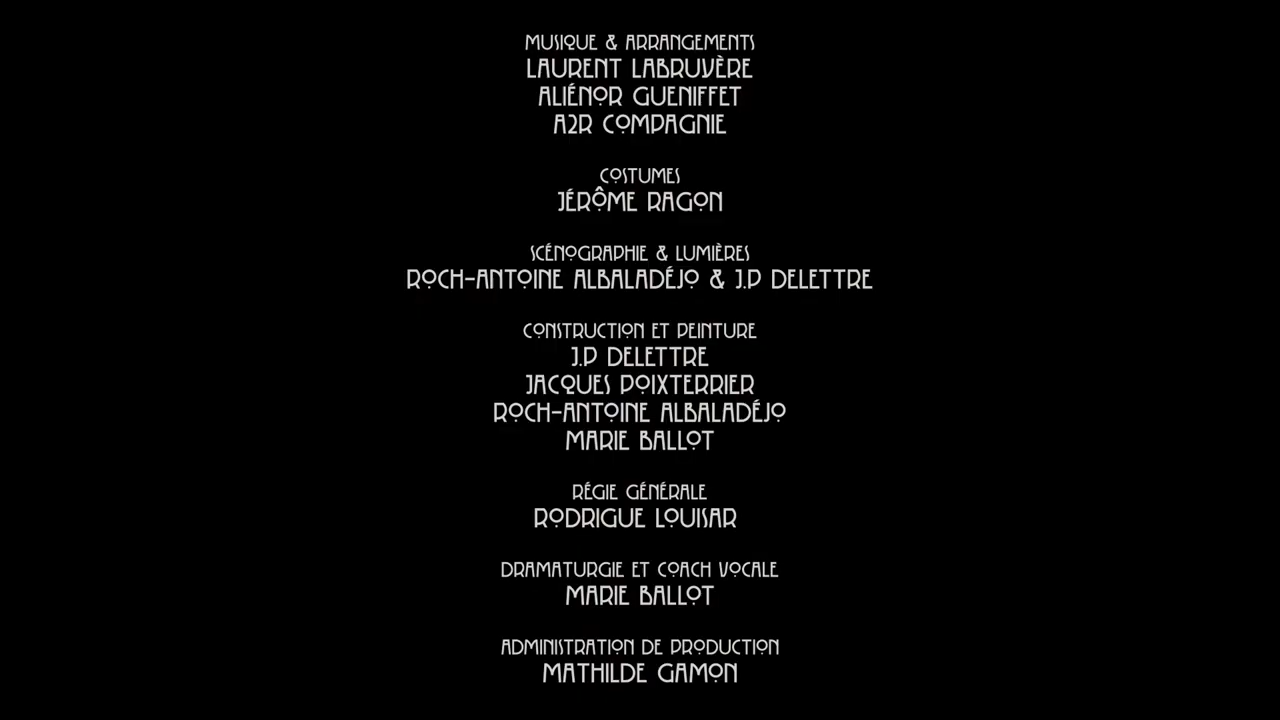 MUSIQUE & ARRANGEMENTS
LAURENT LABRUYÈRE
ALIÉNOR GUENIFFET
A2R COMPAGNIE
COSTUMES
JÉRÔME RAGON
SCÉNOGRAPHIE & LUMIÈRES
ROCH-ANTOINE ALBALADÉJO & J.P DELETTRE
CONSTRUCTION ET PEINTURE
J.P DELETTRE
JACQUES POIXTERRIER
ROCH-ANTOINE ALBALADÉJO
MARIE BALLOT
RÉGIE GÉNÉRALE
RODRIGUE LOUISAR
DRAMATURGIE ET COACH VOCALE
MARIE BALLOT
ADMINISTRATION DE PRODUCTION
MATHILDE GAMON